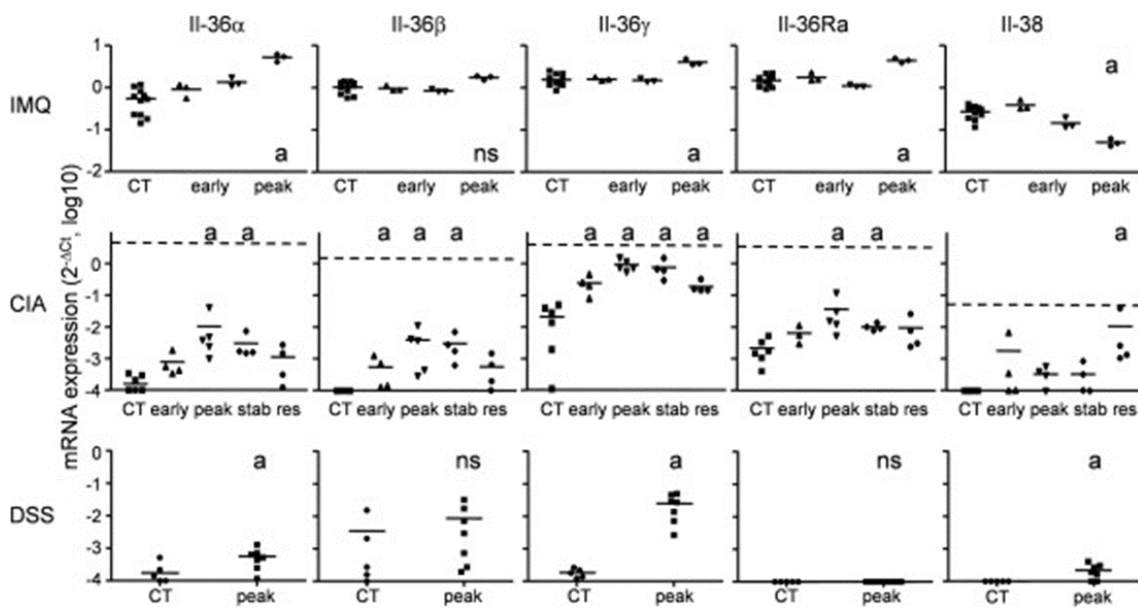 Il-36α Il-36β Il-36γ Il-36Ra Il-38
mRNA expression (2-ΔCt, log10)
IMQ
1
0
-1
-2
a ns a a a
CT early peak CT early peak CT early peak CT early peak CT early peak
CIA
a a a a a a a a a a a a
0
-1
-2
-3
-4
CT early peak stab res CT early peak stab res CT early peak stab res CT early peak stab res CT early peak stab res
DSS
0
-1
-2
-3
-4
a ns a ns a
CT peak CT peak CT peak CT peak CT peak